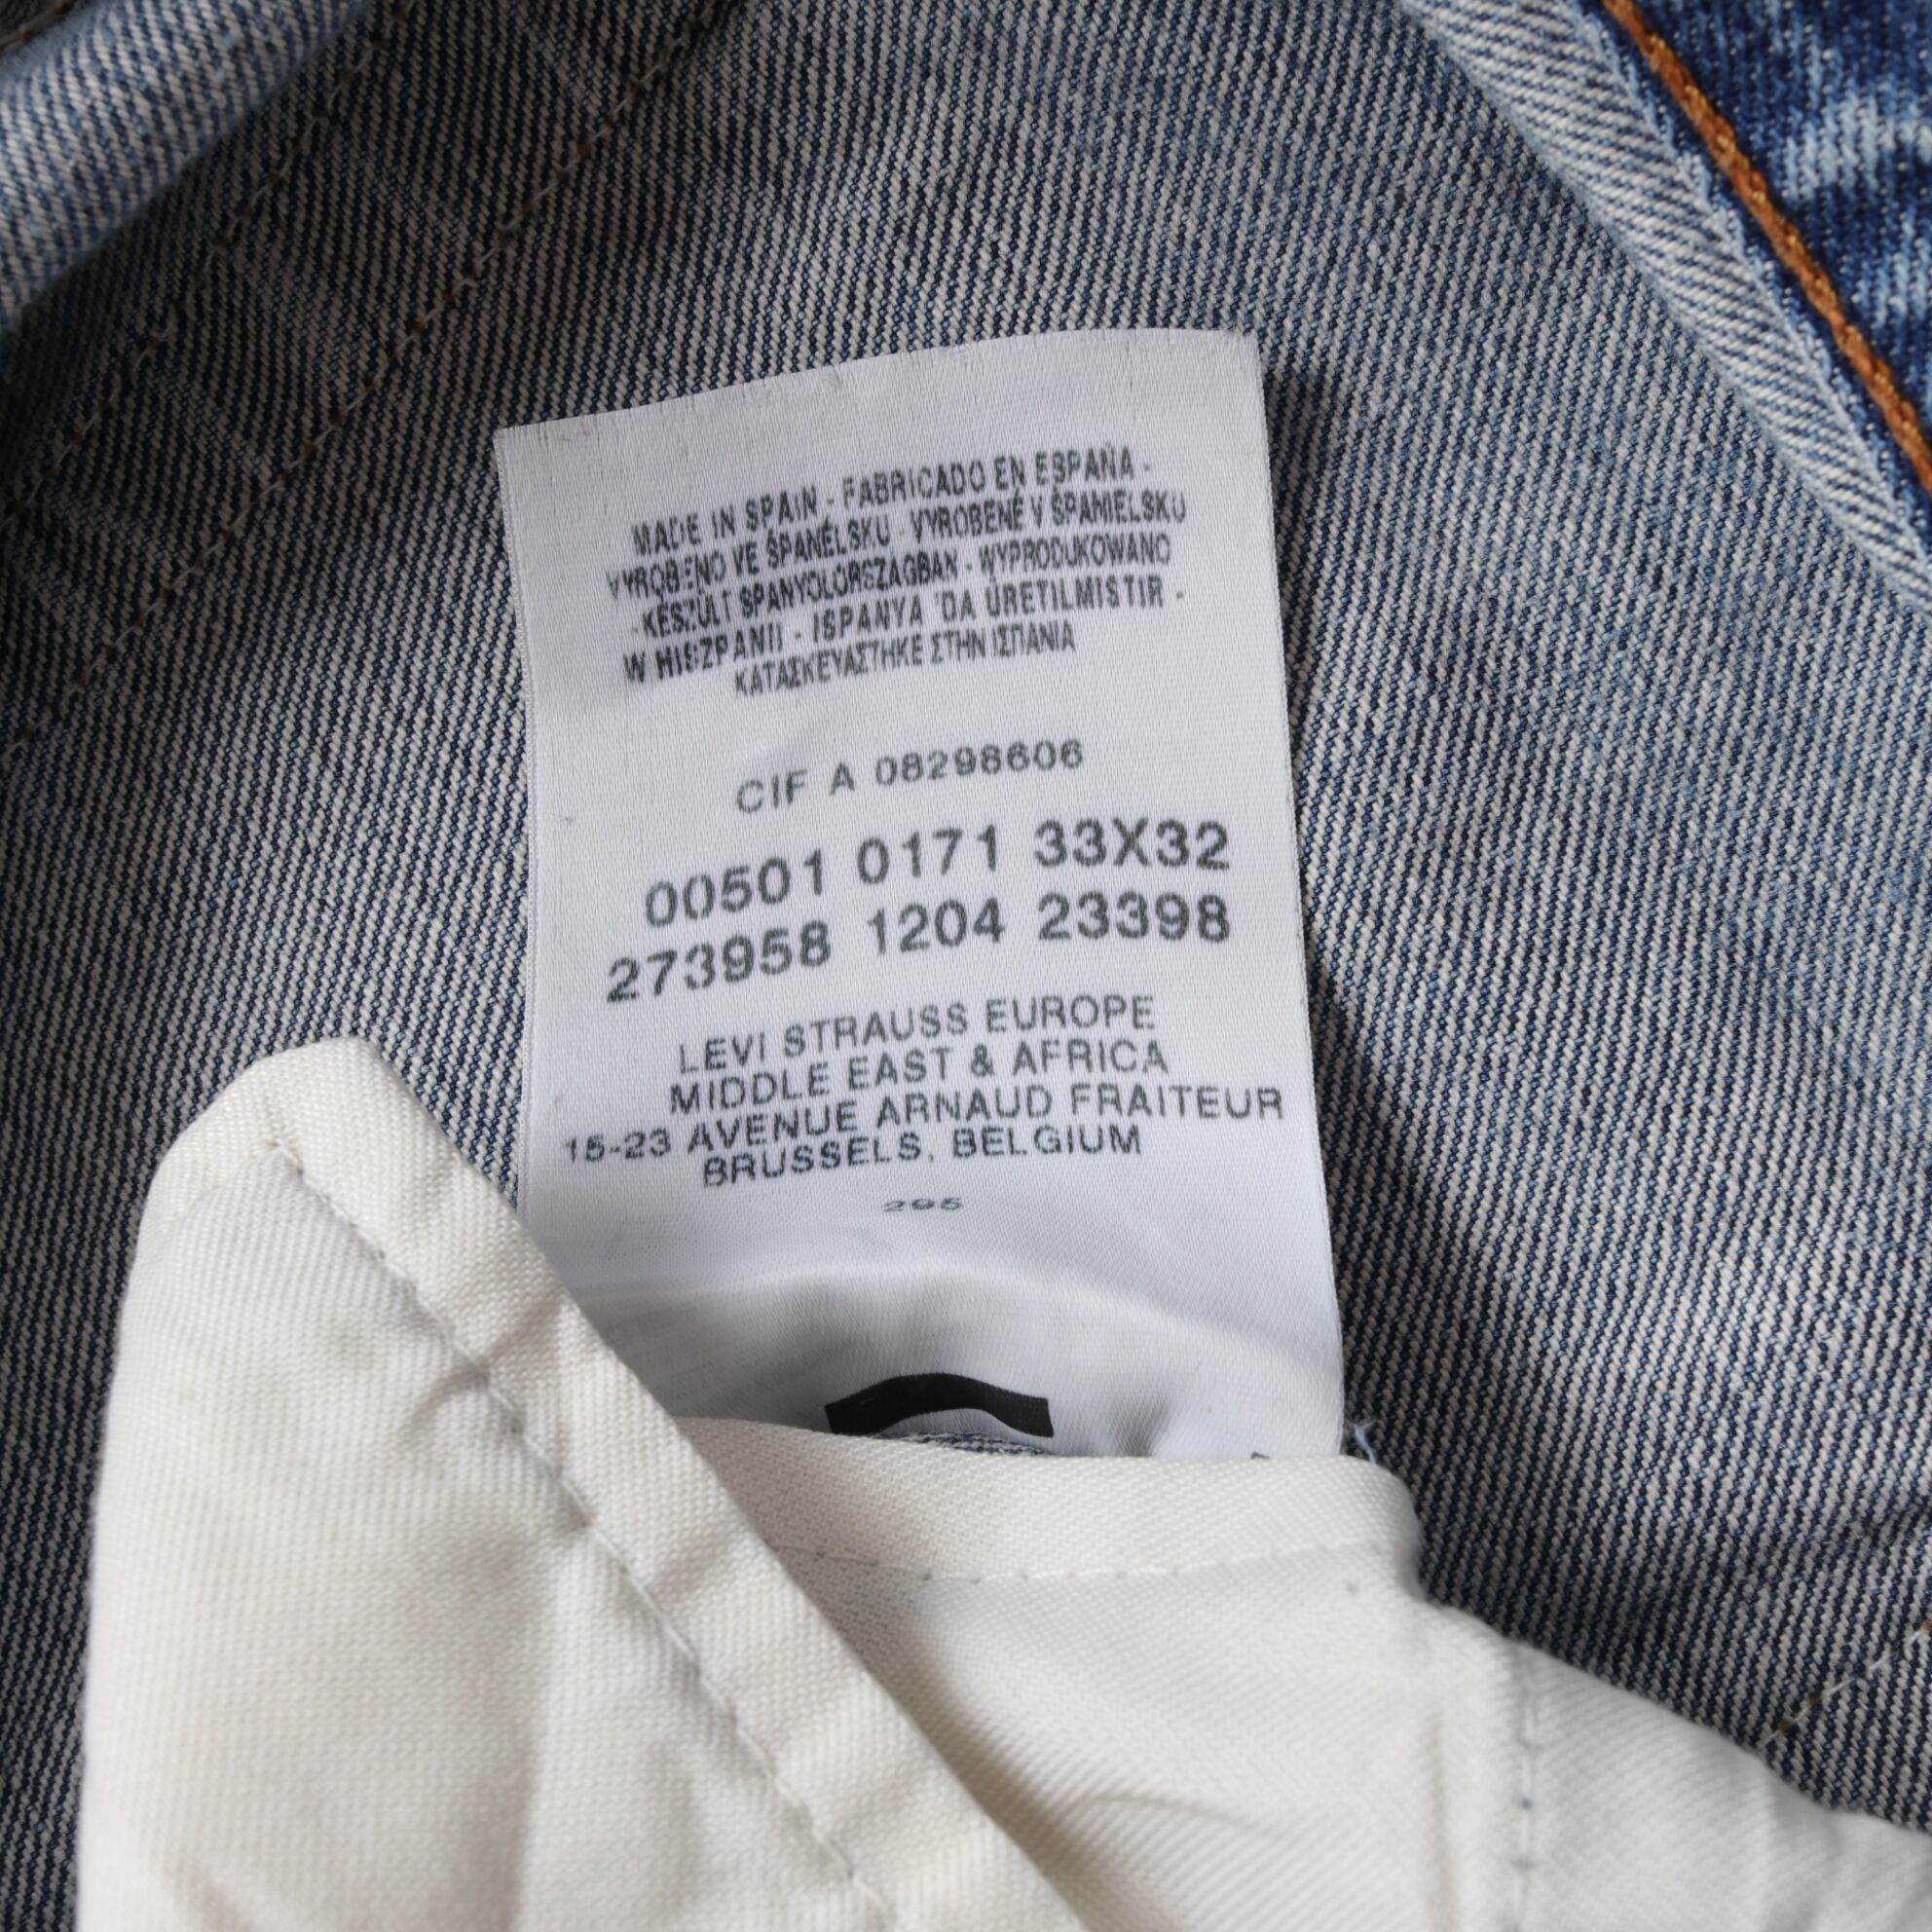 MADE IN SPAIN - FABRICADO EN ESPAÑA -
VYROBENO VE ŠPANĚLSKU - VYROBENÉ V ŠPANIELSKU
- KÉSZÜLT SPANYOLORSZAGBAN - WYPRODUKOWANO
W HISZPANII - ISPANYA 'DA ÜRETILMISTIR -
ΚΑΤΑΣΚΕΥΑΣΤΗΚΕ ΣΤΗΝ ΙΣΠΑΝΙΑ
CIF A 08298606
00501 0171 33X32
273958 1204 23398
LEVI STRAUSS EUROPE
MIDDLE EAST & AFRICA
15-23 AVENUE ARNAUD FRAITEUR
BRUSSELS, BELGIUM
295